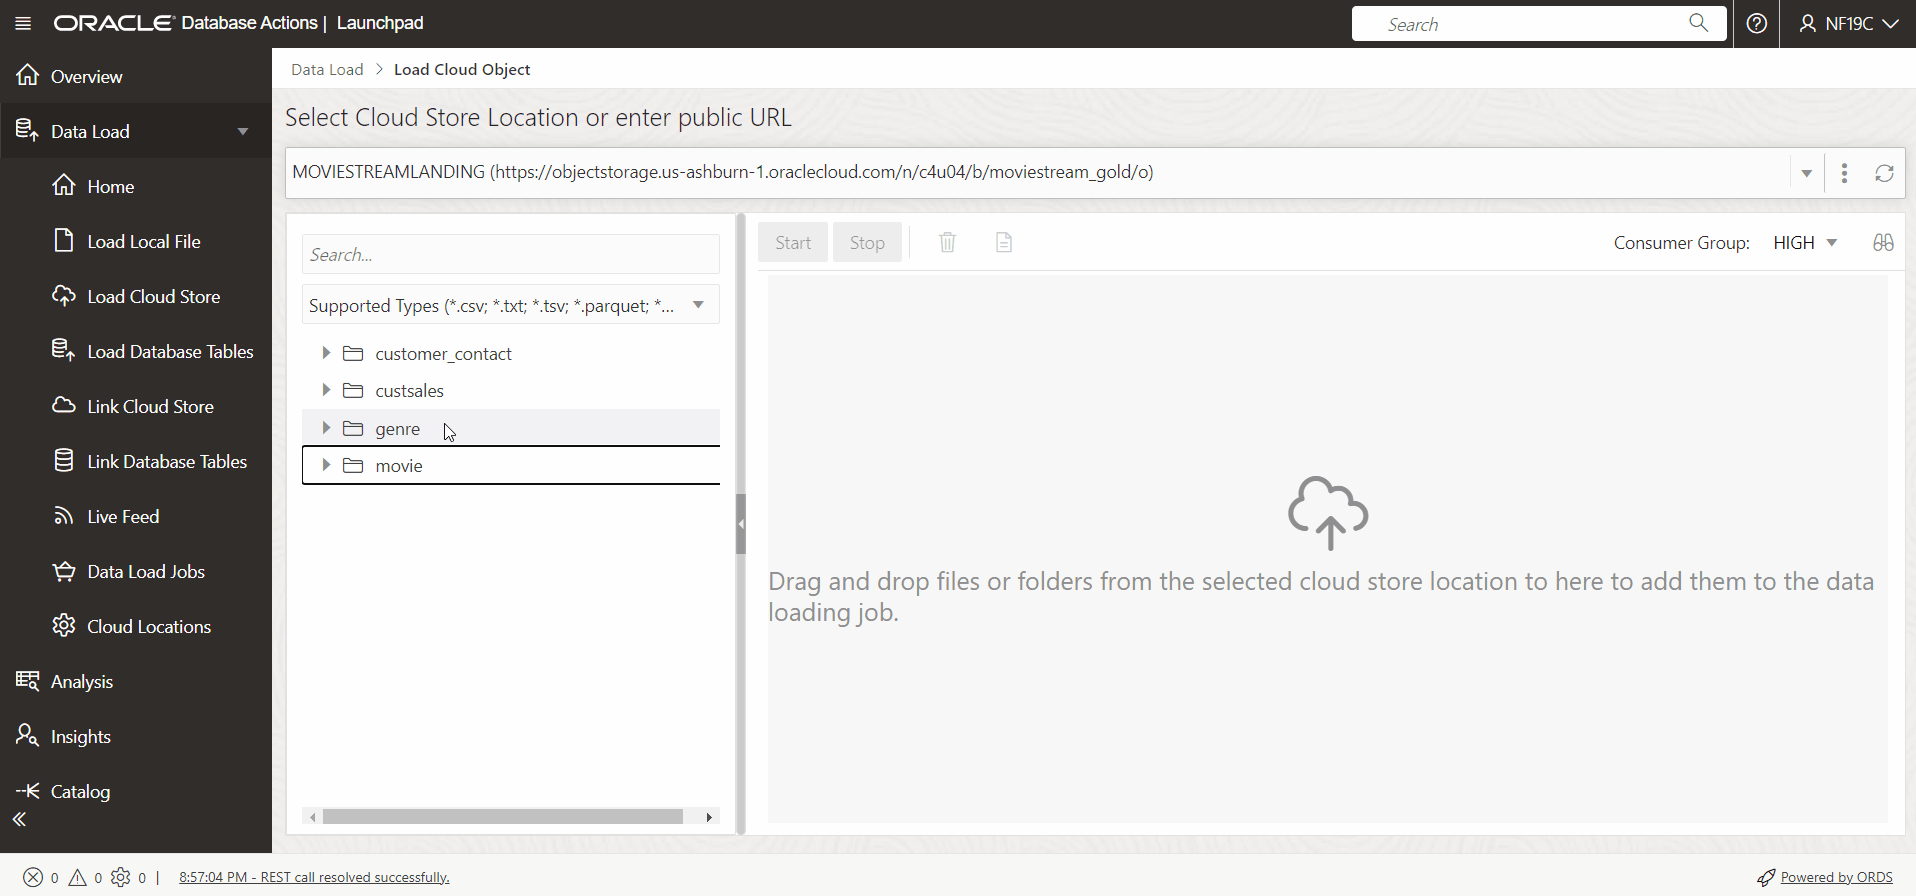 ORACLE® Database Actions | Launchpad
Search
NF19C
Overview
Data Load
Home
Load Local File
Load Cloud Store
Load Database Tables
Link Cloud Store
Link Database Tables
Live Feed
Data Load Jobs
Cloud Locations
Analysis
Insights
Catalog
Data Load > Load Cloud Object
Select Cloud Store Location or enter public URL
MOVIESTREAMLANDING (https://objectstorage.us-ashburn-1.oraclecloud.com/n/c4u04/b/moviestream_gold/o)
Search...
Supported Types (*.csv; *.txt; *.tsv; *.parquet; *...
customer_contact
custsales
genre
movie
Start Stop
Consumer Group: HIGH
Drag and drop files or folders from the selected cloud store location to here to add them to the data
loading job.
0 0 0 | 8:57:04 PM - REST call resolved successfully.
Powered by ORDS